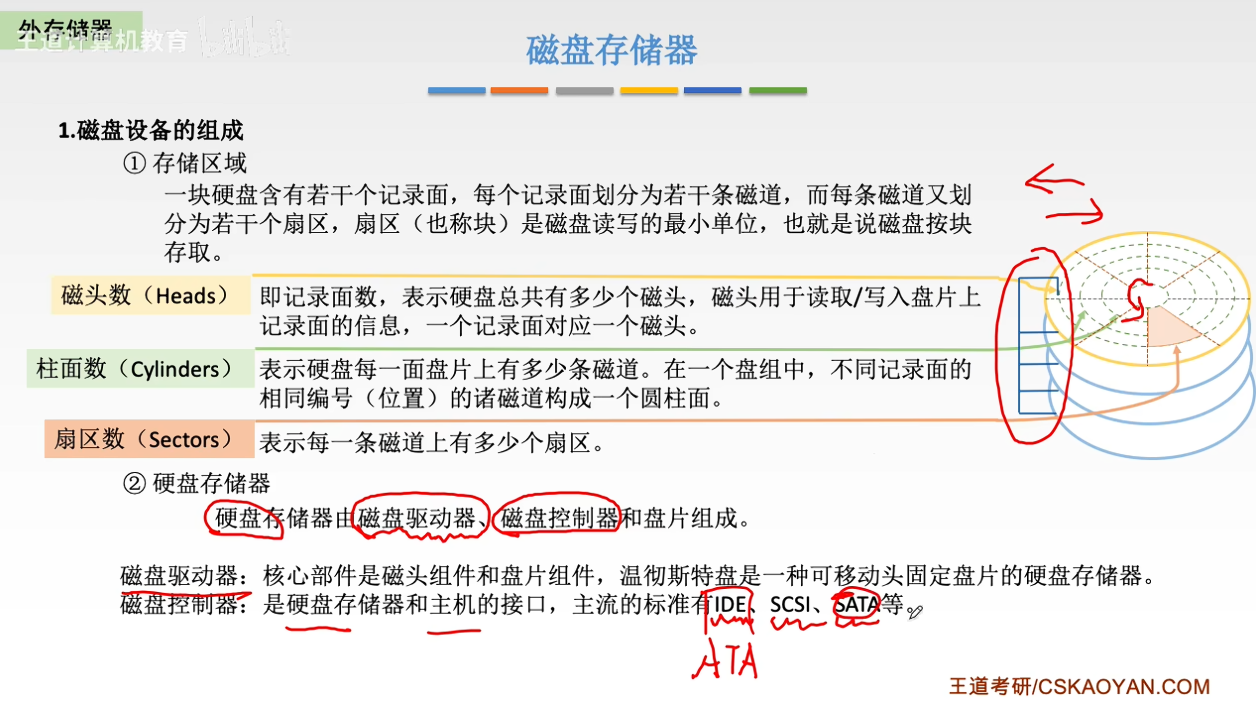 外存储器
王道计算机教育 bilibili
磁盘存储器
1.磁盘设备的组成
① 存储区域
一块硬盘含有若干个记录面，每个记录面划分为若干条磁道，而每条磁道又划
分为若干个扇区，扇区（也称块）是磁盘读写的最小单位，也就是说磁盘按块
存取。
磁头数（Heads）
即记录面数，表示硬盘总共有多少个磁头，磁头用于读取/写入盘片上
记录面的信息，一个记录面对应一个磁头。
柱面数（Cylinders）
表示硬盘每一面盘片上有多少条磁道。在一个盘组中，不同记录面的
相同编号（位置）的诸磁道构成一个圆柱面。
扇区数（Sectors）
表示每一条磁道上有多少个扇区。
② 硬盘存储器
硬盘存储器由磁盘驱动器、磁盘控制器和盘片组成。
磁盘驱动器：核心部件是磁头组件和盘片组件，温彻斯特盘是一种可移动头固定盘片的硬盘存储器。
磁盘控制器：是硬盘存储器和主机的接口，主流的标准有IDE、SCSI、SATA等。
ATA
王道考研/CSKAOYAN.COM